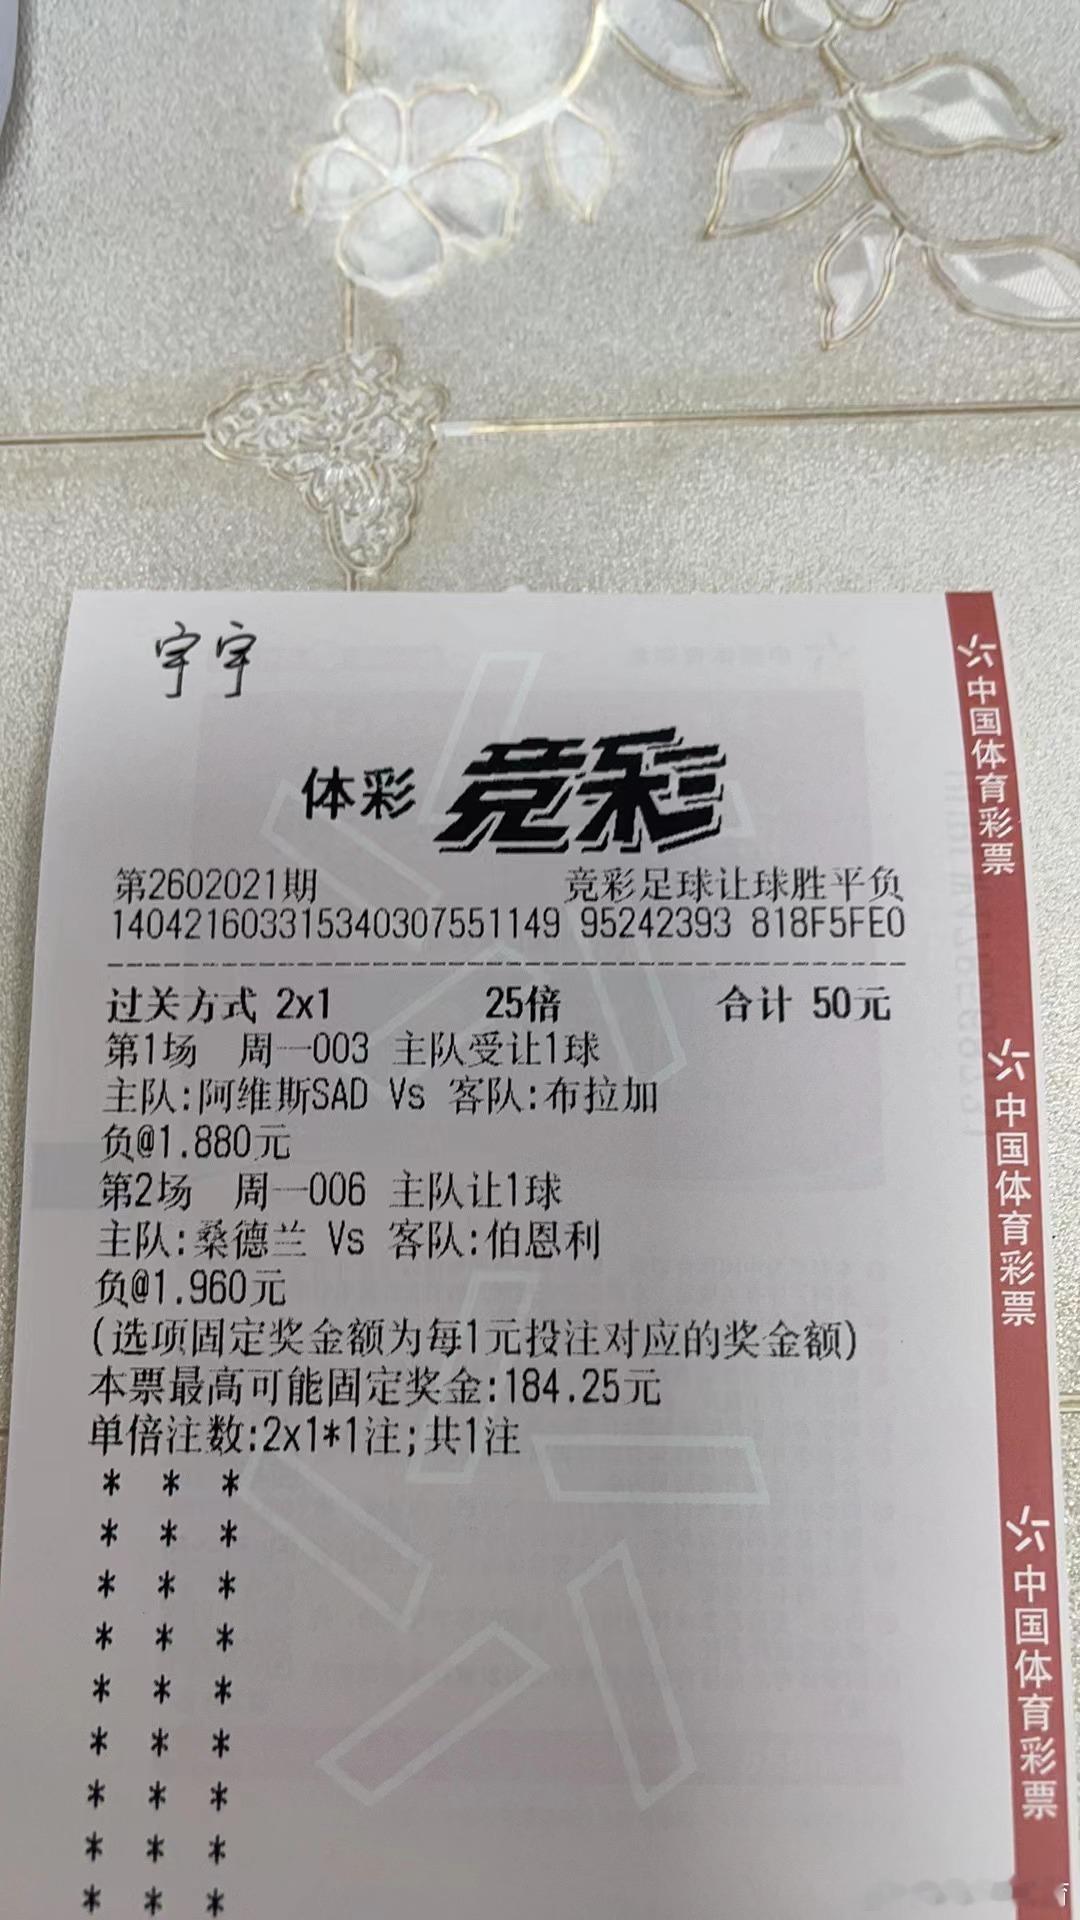 宇宇
体彩 竞彩
第2602021期 竞彩足球让球胜平负
140421603315340307551149 95242393 818F5FE0
过关方式 2x1 25倍 合计 50元
第1场 周一003 主队受让1球
主队:阿维斯SAD Vs 客队:布拉加
负@1.880元
第2场 周一006 主队让1球
主队:桑德兰 Vs 客队:伯恩利
负@1.960元
(选项固定奖金额为每1元投注对应的奖金额)
本票最高可能固定奖金:184.25元
单倍注数:2x1*1注;共1注
* * *
* * *
* * *
* * *
* * *
* * *
* * *
* * *
* * *
中国体育彩票
中国体育彩票
中国体育彩票